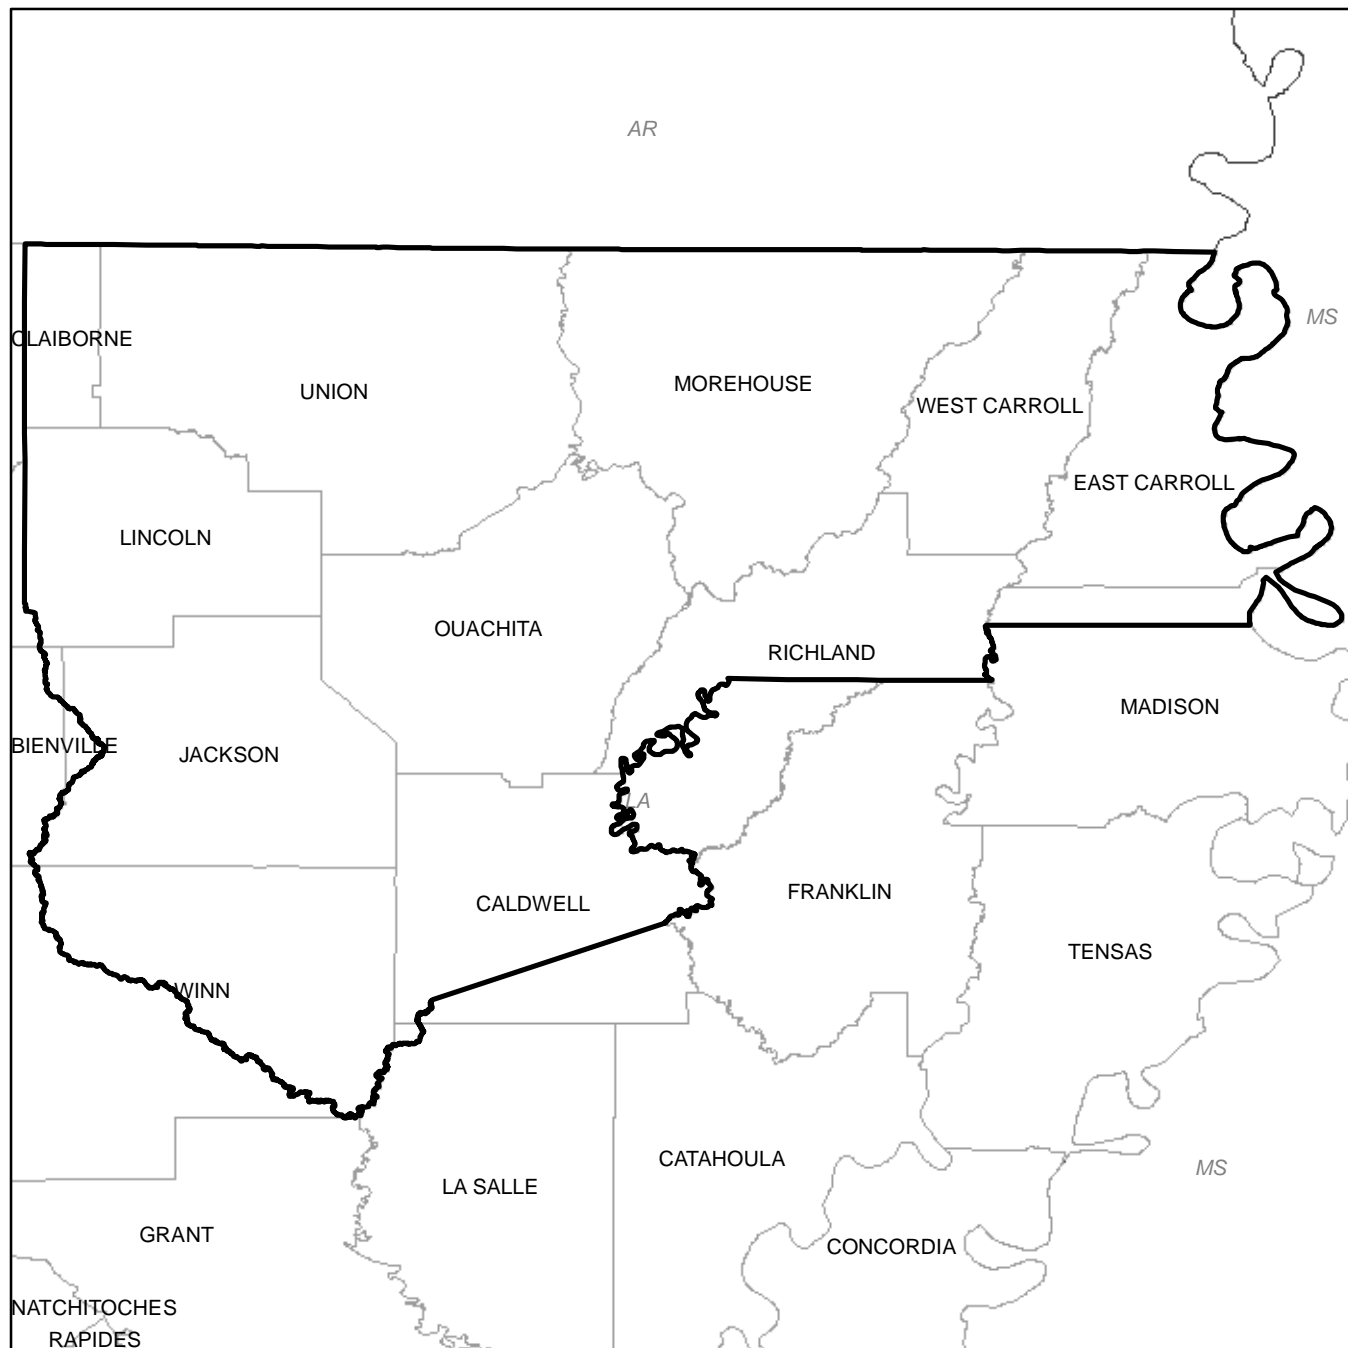 AR
MS
CLAIBORNE
UNION
MOREHOUSE
WEST CARROLL
EAST CARROLL
LINCOLN
OUACHITA
RICHLAND
MADISON
BIENVILLE
JACKSON
LA
CALDWELL
FRANKLIN
TENSAS
WINN
CATAHOULA
MS
LA SALLE
GRANT
CONCORDIA
NATCHITOCHES
RAPIDES